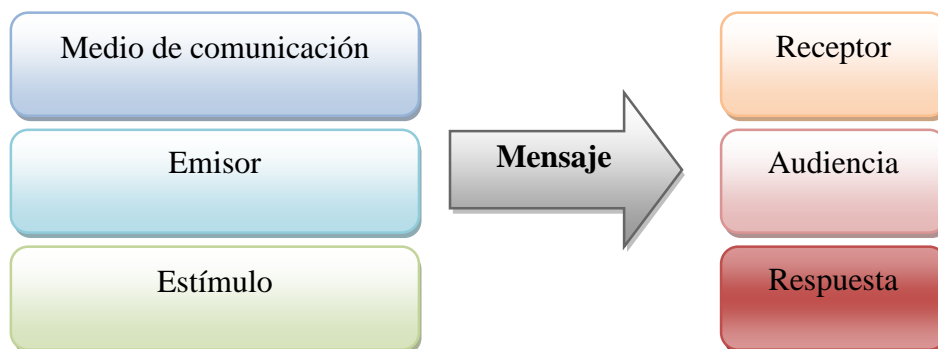 Medio de comunicación
Emisor
Estímulo
Mensaje
Receptor
Audiencia
Respuesta